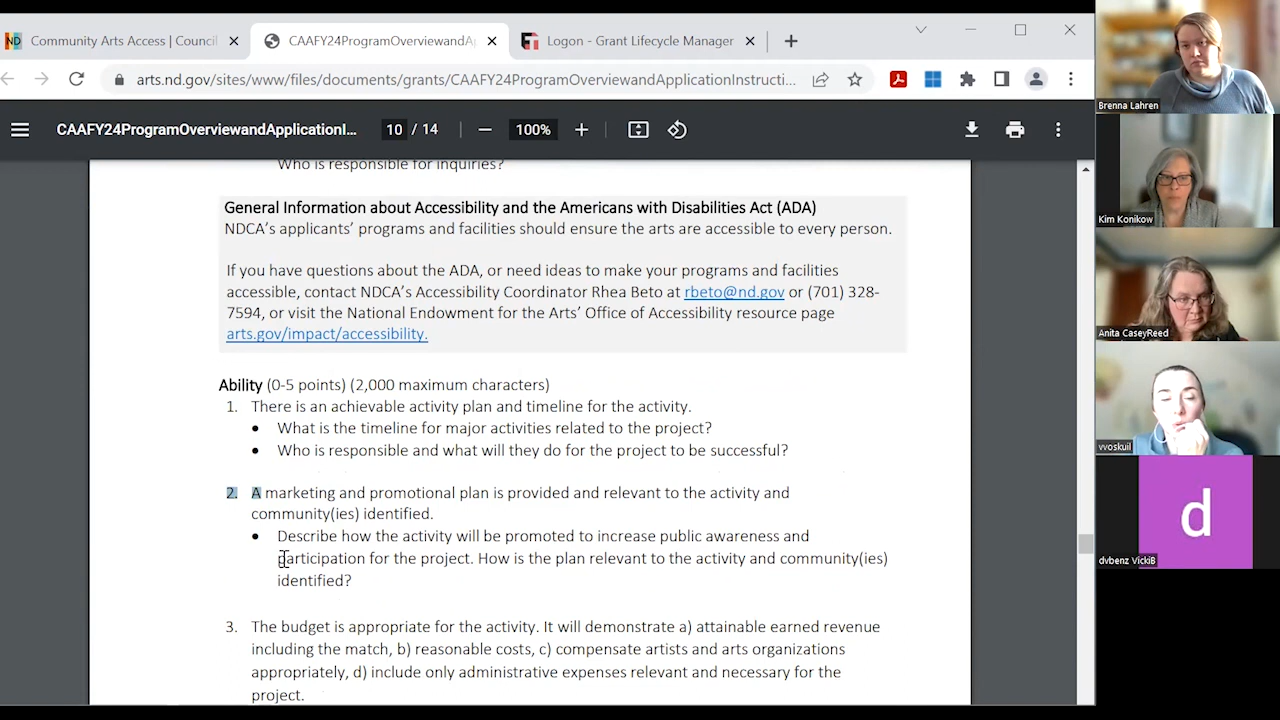 Community Arts Access | Council
CAAFY24ProgramOverviewandA
Logon - Grant Lifecycle Manager
arts.nd.gov/sites/www/files/documents/grants/CAAFY24ProgramOverviewandApplicationInstructi...
CAAFY24ProgramOverviewandApplicationI...
10 / 14
100%
Who is responsible for inquiries?
General Information about Accessibility and the Americans with Disabilities Act (ADA)
NDCA's applicants' programs and facilities should ensure the arts are accessible to every person.
If you have questions about the ADA, or need ideas to make your programs and facilities
accessible, contact NDCA's Accessibility Coordinator Rhea Beto at rbeto@nd.gov or (701) 328-
7594, or visit the National Endowment for the Arts' Office of Accessibility resource page
arts.gov/impact/accessibility.
Ability (0-5 points) (2,000 maximum characters)
1. There is an achievable activity plan and timeline for the activity.
• What is the timeline for major activities related to the project?
• Who is responsible and what will they do for the project to be successful?
2. A marketing and promotional plan is provided and relevant to the activity and
community(ies) identified.
• Describe how the activity will be promoted to increase public awareness and
participation for the project. How is the plan relevant to the activity and community(ies)
identified?
3. The budget is appropriate for the activity. It will demonstrate a) attainable earned revenue
including the match, b) reasonable costs, c) compensate artists and arts organizations
appropriately, d) include only administrative expenses relevant and necessary for the
project.
Brenna Lahren
Kim Konikow
Anita CaseyReed
vvoskuil
d
dvbenz VickiB
ND